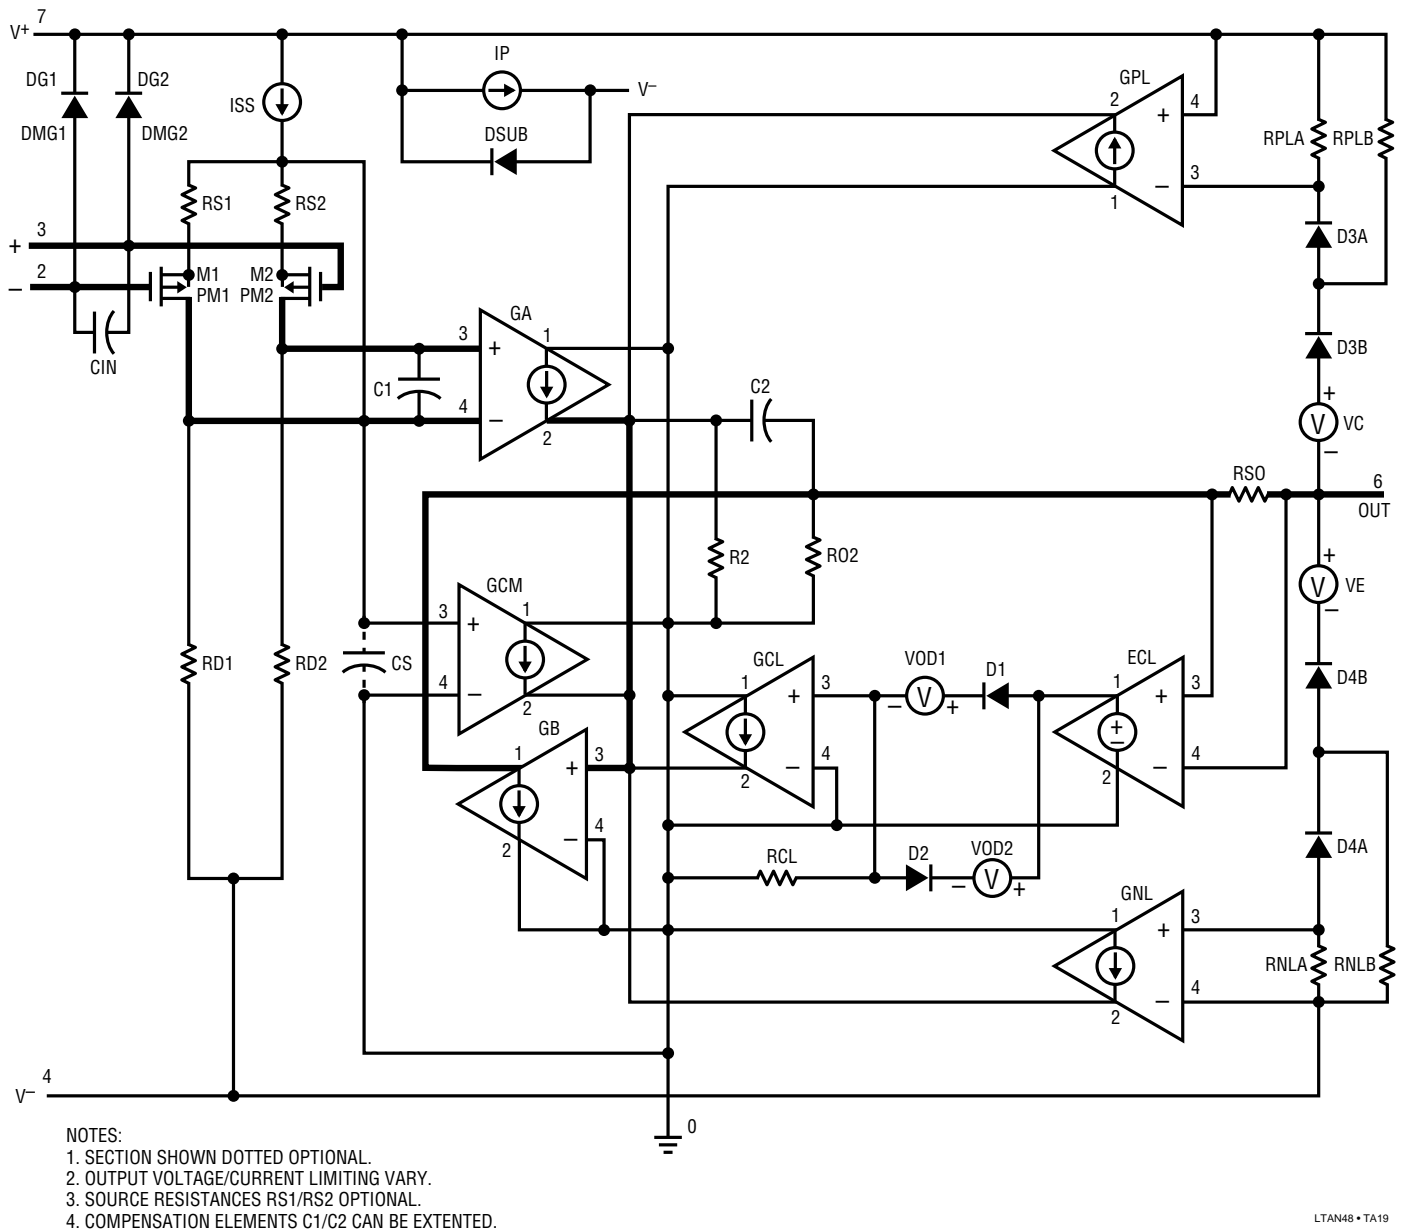 7
V+
DG1
DG2
DMG1
DMG2
ISS
IP
V–
DSUB
GPL
2
4
+
3
–
1
RPLA
RPLB
RS1
RS2
+
3
–
2
M1
PM1
M2
PM2
D3A
CIN
GA
3
+
1
C1
4
–
2
D3B
+
V
VC
–
C2
RSO
6
OUT
R2
RO2
+
V
VE
–
GCM
3
+
1
RD1
RD2
CS
4
–
2
GCL
1
+
3
VOD1
V
–
+
D1
ECL
1
+
3
+
–
2
–
4
D4B
GB
1
+
3
2
–
4
2
–
4
RCL
D2
VOD2
–
V
+
D4A
GNL
1
+
3
RNLA
RNLB
2
–
4
4
V–
0
NOTES:
1. SECTION SHOWN DOTTED OPTIONAL.
2. OUTPUT VOLTAGE/CURRENT LIMITING VARY.
3. SOURCE RESISTANCES RS1/RS2 OPTIONAL.
4. COMPENSATION ELEMENTS C1/C2 CAN BE EXTENTED.
LTAN48 • TA19